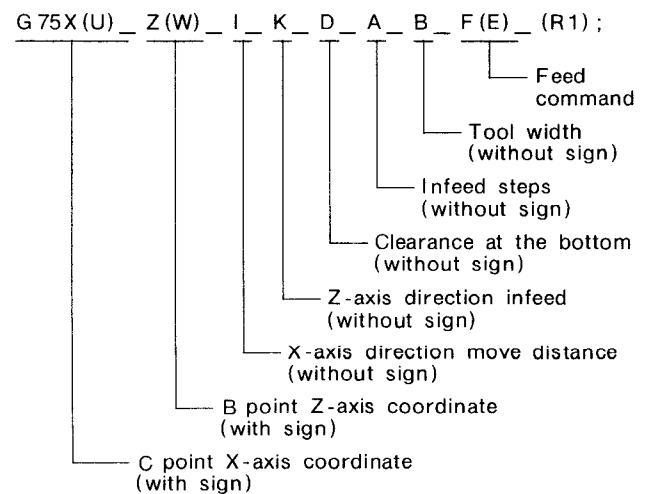 G75X(U)_ Z(W)_ I_ K_ D_ A_ B_ F(E)_ (R1);
Feed
command
Tool width
(without sign)
Infeed steps
(without sign)
Clearance at the bottom
(without sign)
Z-axis direction infeed
(without sign)
X-axis direction move distance
(without sign)
B point Z-axis coordinate
(with sign)
C point X-axis coordinate
(with sign)